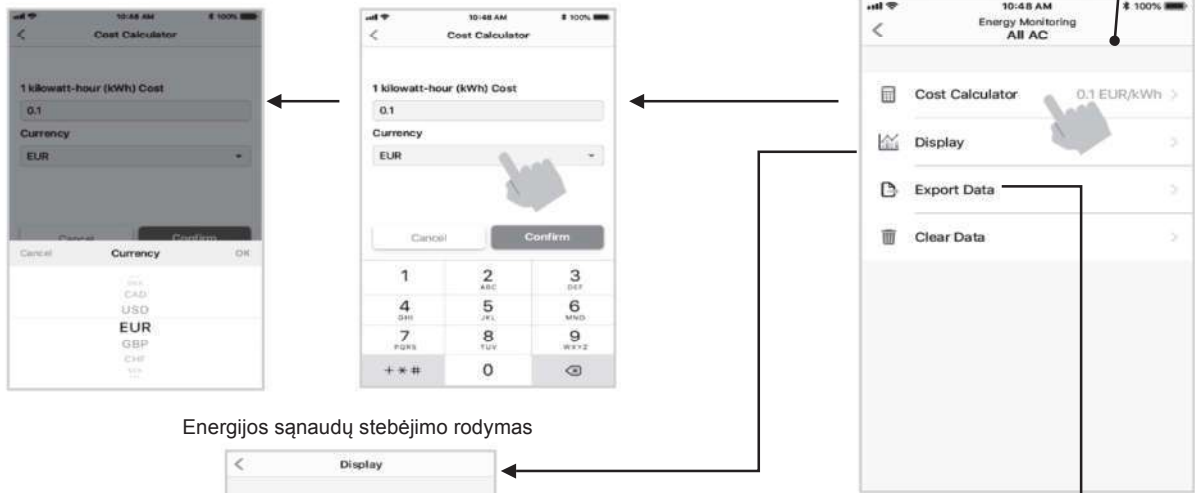 10:48 AM
100%
Cost Calculator
1 kilowatt-hour (kWh) Cost
0.1
Currency
EUR
Cancel
Confirm
Cancel
Currency
OK
CAD
USD
EUR
GBP
CHF
10:48 AM
100%
Cost Calculator
1 kilowatt-hour (kWh) Cost
0.1
Currency
EUR
Cancel
Confirm
1
2
ABC
3
DEF
4
GHI
5
JKL
6
MNO
7
PQRS
8
TUV
9
WXYZ
+ * #
0
10:48 AM
100%
Energy Monitoring
All AC
Cost Calculator
0.1 EUR/kWh
Display
Export Data
Clear Data
Energijos sąnaudų stebėjimo rodymas
Display